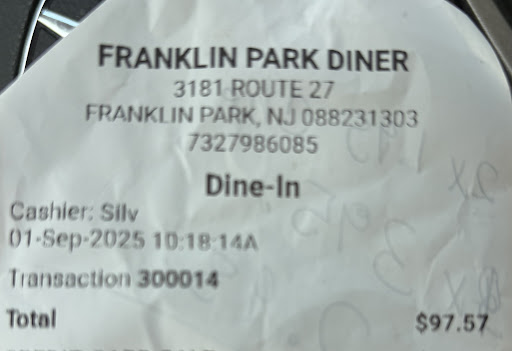 FRANKLIN PARK DINER
3181 ROUTE 27
FRANKLIN PARK, NJ 088231303
7327986085
Dine-In
Cashier: Silv
01-Sep-2025 10:18:14A
Transaction 300014
Total $97.57